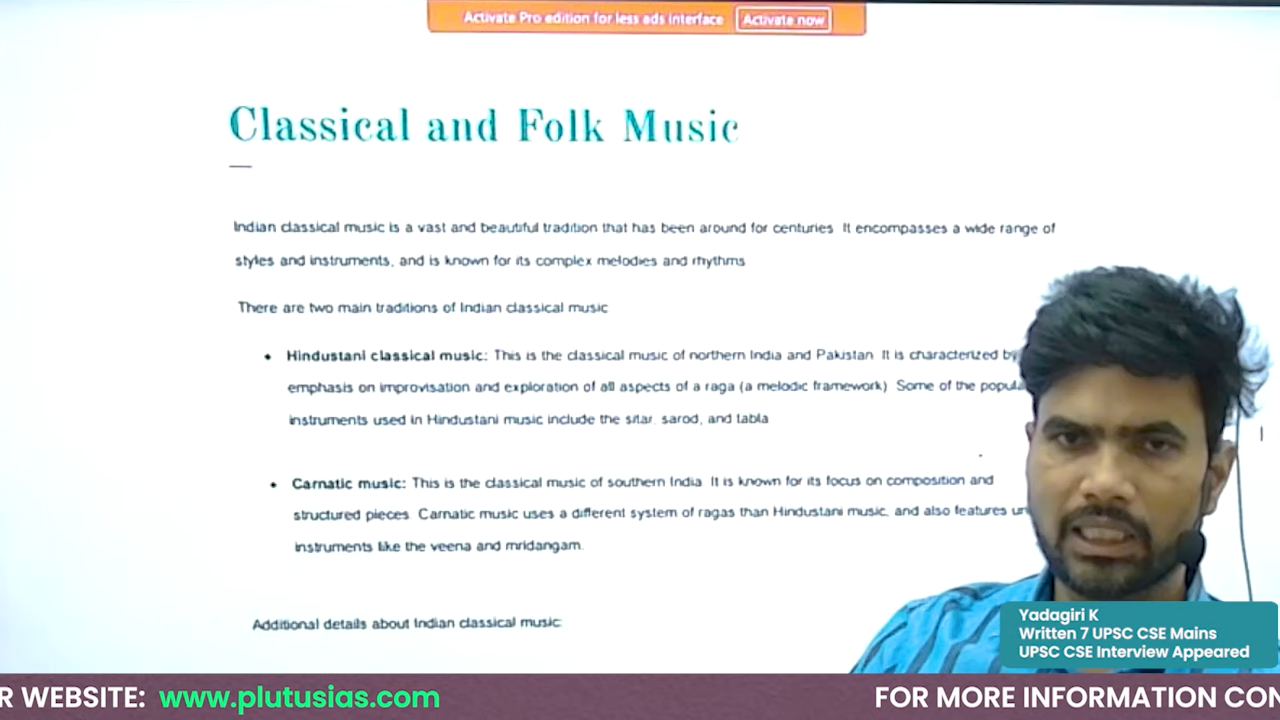 Activate Pro edition for less ads interface Activate now
Classical and Folk Music
Indian classical music is a vast and beautiful tradition that has been around for centuries. It encompasses a wide range of
styles and instruments, and is known for its complex melodies and rhythms
There are two main traditions of Indian classical music
• Hindustani classical music: This is the classical music of northern India and Pakistan. It is characterized by
emphasis on improvisation and exploration of all aspects of a raga (a melodic framework). Some of the
instruments used in Hindustani music include the sitar, sarod, and tabla
• Carnatic music: This is the classical music of southern India. It is known for its focus on composition and
structured pieces. Carnatic music uses a different system of ragas than Hindustani music, and also features
instruments like the veena and mridangam.
Additional details about Indian classical music:
Yadagiri K
Written 7 UPSC CSE Mains
UPSC CSE Interview Appeared
R WEBSITE: www.plutusias.com FOR MORE INFORMATION CON